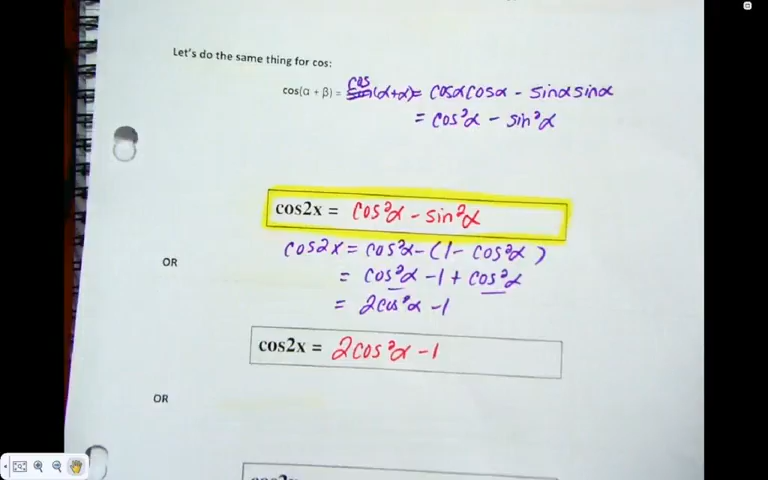 Let's do the same thing for cos:
cos(α + β) = cos(α+α)= cosαcosα - sinαsinα
= cos²α - sin²α
cos2x = cos²α - sin²α
cos2x = cos²α - (1 - cos²α)
OR
= cos²α - 1 + cos²α
= 2cos²α - 1
cos2x = 2cos²α - 1
OR